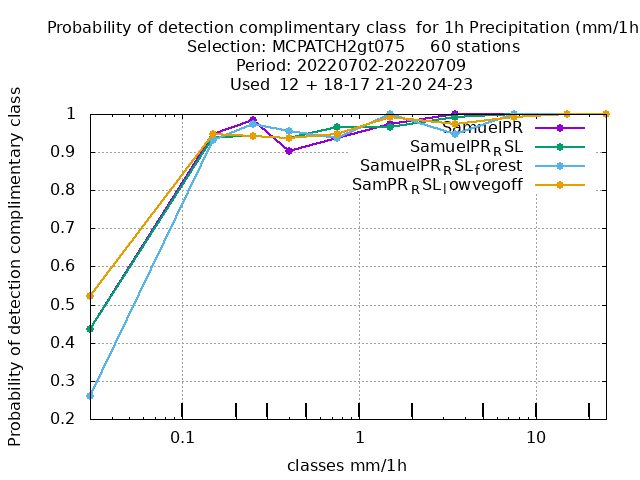 Probability of detection complimentary class  for 1h Precipitation (mm/1h
Selection: MCPATCH2gt075     60 stations
Period: 20220702-20220709
Used  12 + 18-17 21-20 24-23
Probability of detection complimentary class
1
0.9
0.8
0.7
0.6
0.5
0.4
0.3
0.2
SamuelPR
SamuelPR_RSL
SamuelPR_RSL_forest
SamPR_RSL_lowvegoff
0.1
1
10
classes mm/1h